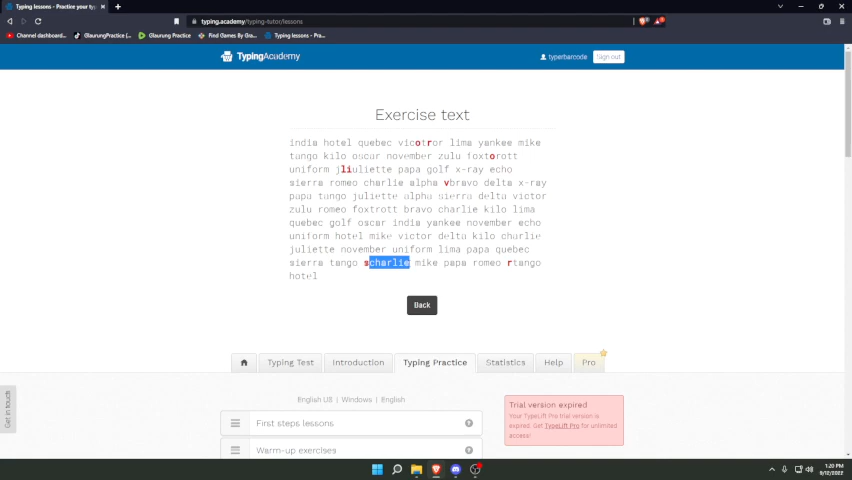 Typing lessons - Practice your ty
typing.academy/typing-tutor/lessons
Channel dashboard...
GlaurungPractice (...
Glaurung Practice
Find Games By Gra...
Typing lessons - Pra...
TypingAcademy
typerbarcode
Sign out
Exercise text
india hotel quebec vicotror lima yankee mike
tango kilo oscar november zulu foxtorott
uniform jliuliette papa golf x-ray echo
sierra romeo charlie alpha vbravo delta x-ray
papa tango juliette alpha sierra delta victor
zulu romeo foxtrott bravo charlie kilo lima
quebec golf oscar india yankee november echo
uniform hotel mike victor delta kilo charlie
juliette november uniform lima papa quebec
sierra tango scharlie mike papa romeo rtango
hotel
Back
Typing Test
Introduction
Typing Practice
Statistics
Help
Pro
English US | Windows | English
First steps lessons
Warm-up exercises
Trial version expired
Your TypeLift Pro trial version is
expired. Get TypeLift Pro for unlimited
access!
Get in touch
1:20 PM
9/12/2022